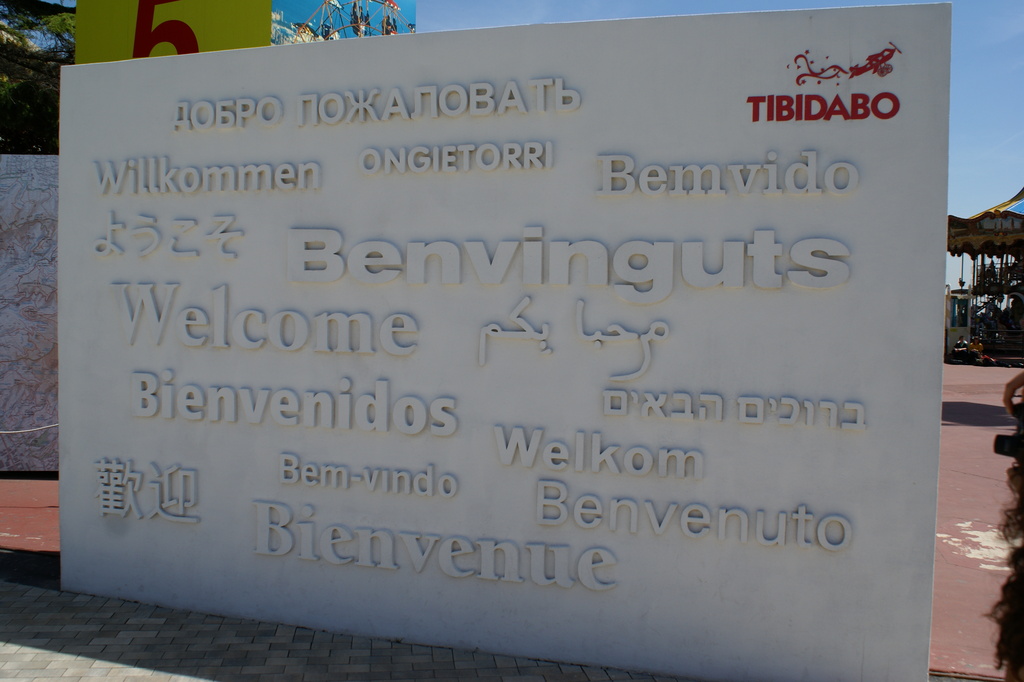 5
TIBIDABO
ДОБРО ПОЖАЛОВАТЬ
Willkommen
ONGIETORRI
Bemvido
ようこそ
Benvinguts
Welcome
مرحبا بكم
Bienvenidos
ברוכים הבאים
Welkom
歡迎
Bem-vindo
Benvenuto
Bienvenue